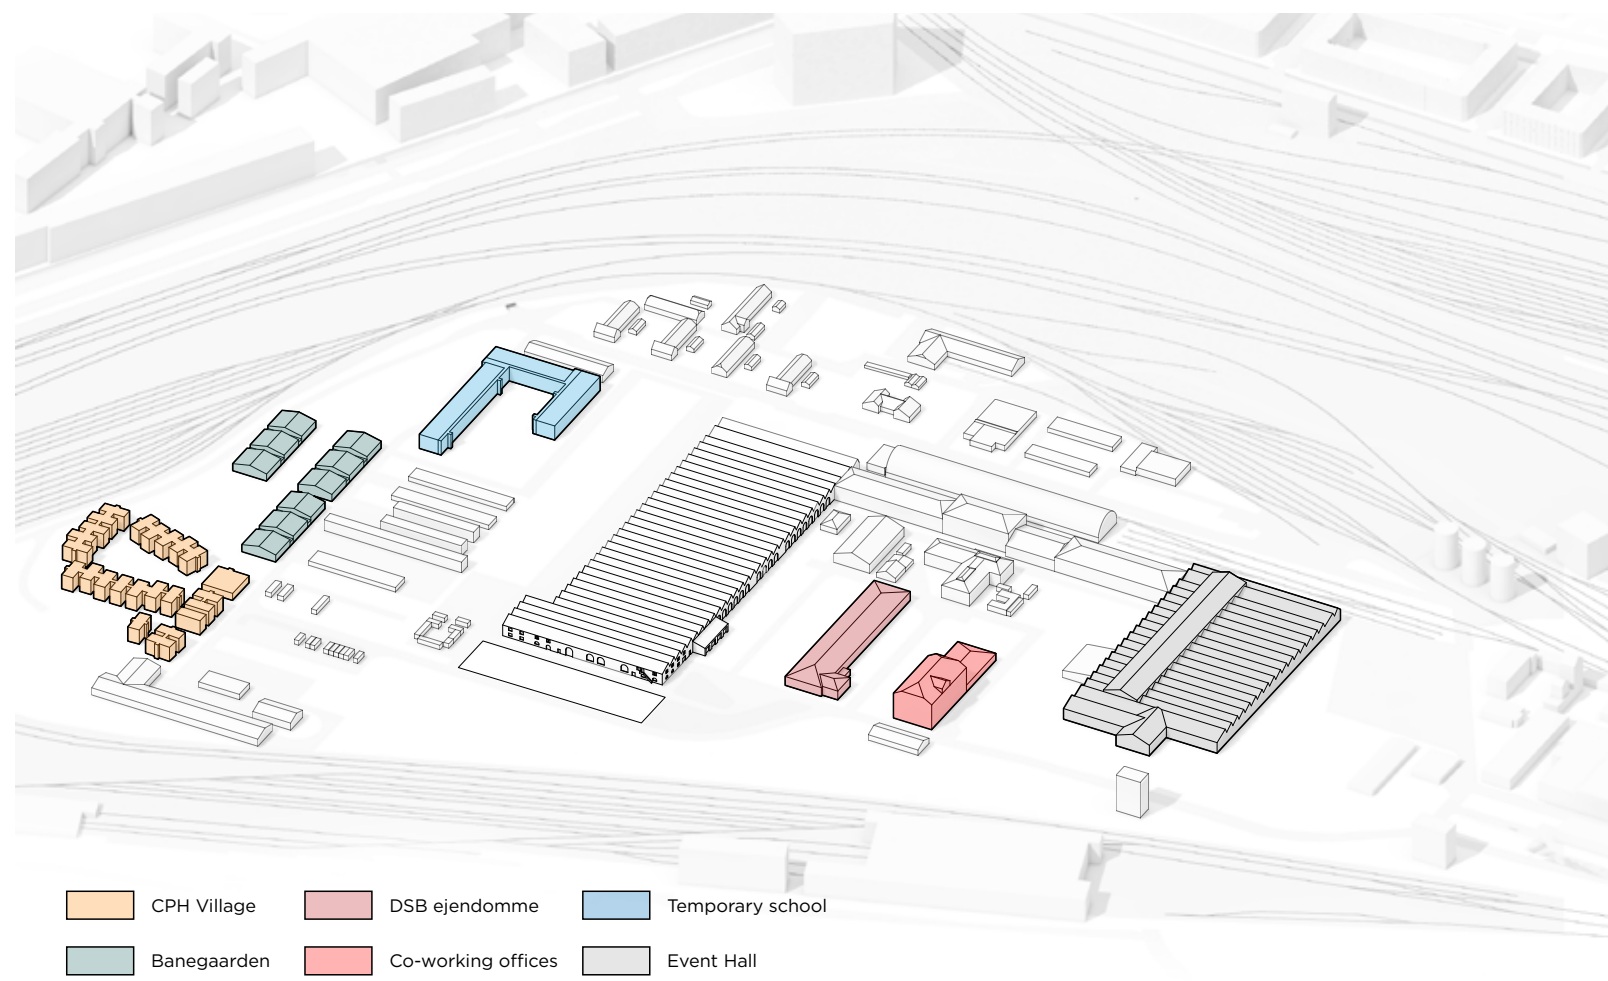 CPH Village
DSB ejendomme
Temporary school
Banegaarden
Co-working offices
Event Hall